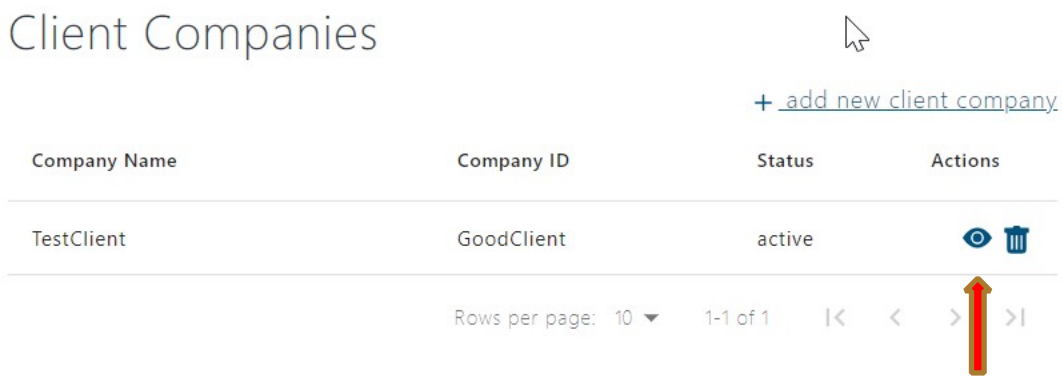 Client Companies
+ add new client company
Company Name Company ID Status Actions
TestClient GoodClient active
Rows per page: 10 1-1 of 1